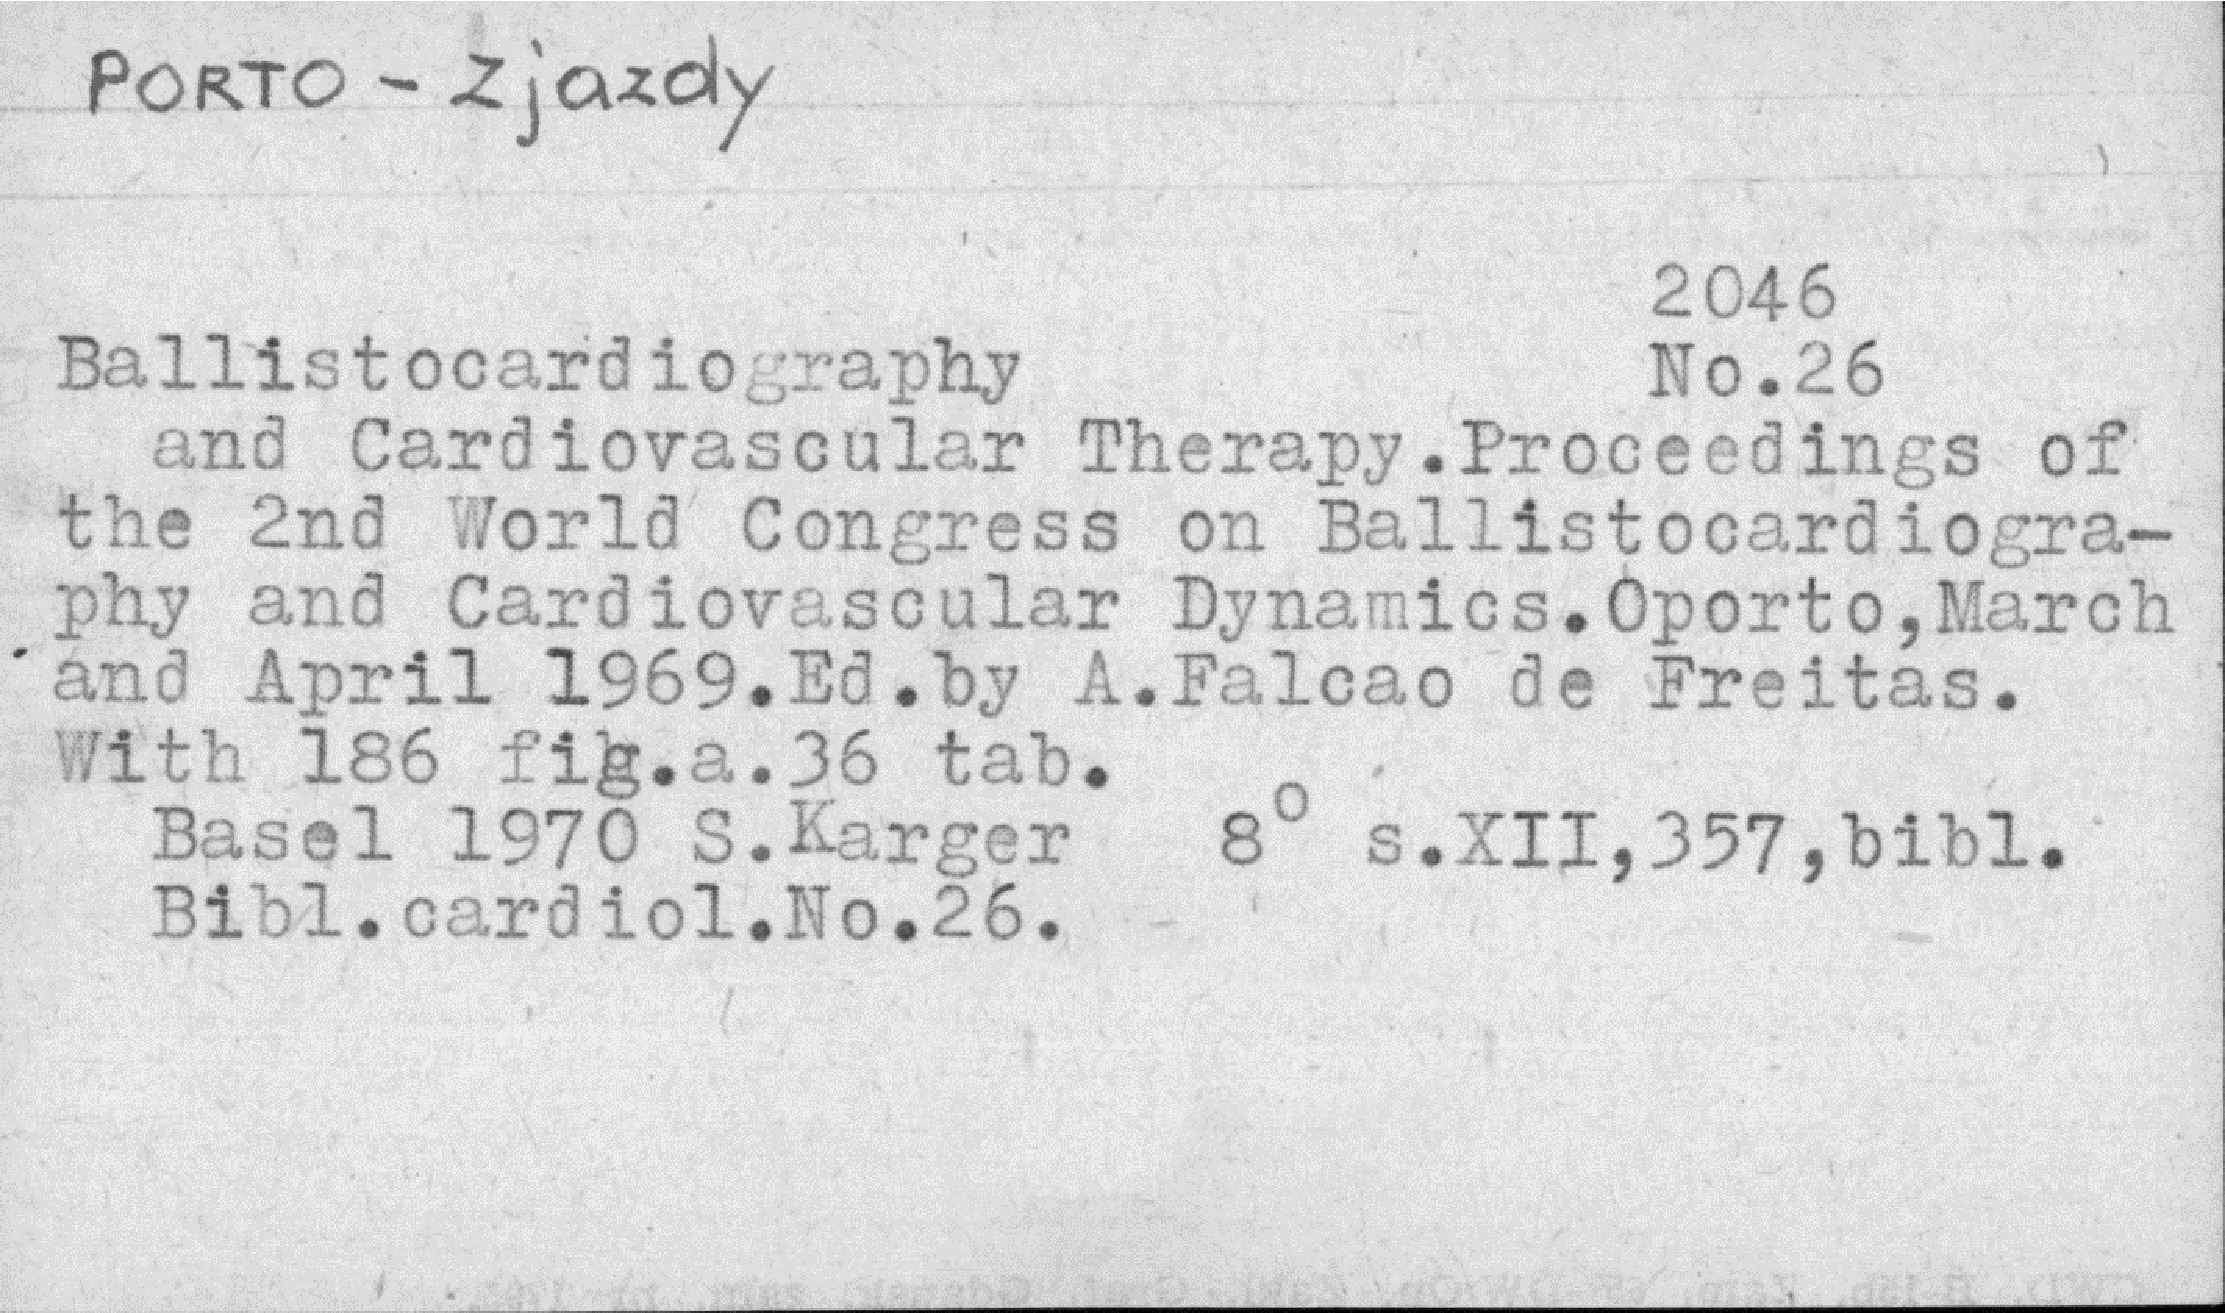 PORTO - Zjazdy
2046
Ballistocardiography No.26
and Cardiovascular Therapy.Proceedings of
the 2nd World Congress on Ballistocardiogra-
phy and Cardiovascular Dynamics.Oporto,March
and April 1969.Ed.by A.Falcao de Freitas.
With 186 fig.a.36 tab.
Basel 1970 S.Karger 8° s.XII,357,bibl.
Bibl.cardiol.No.26.